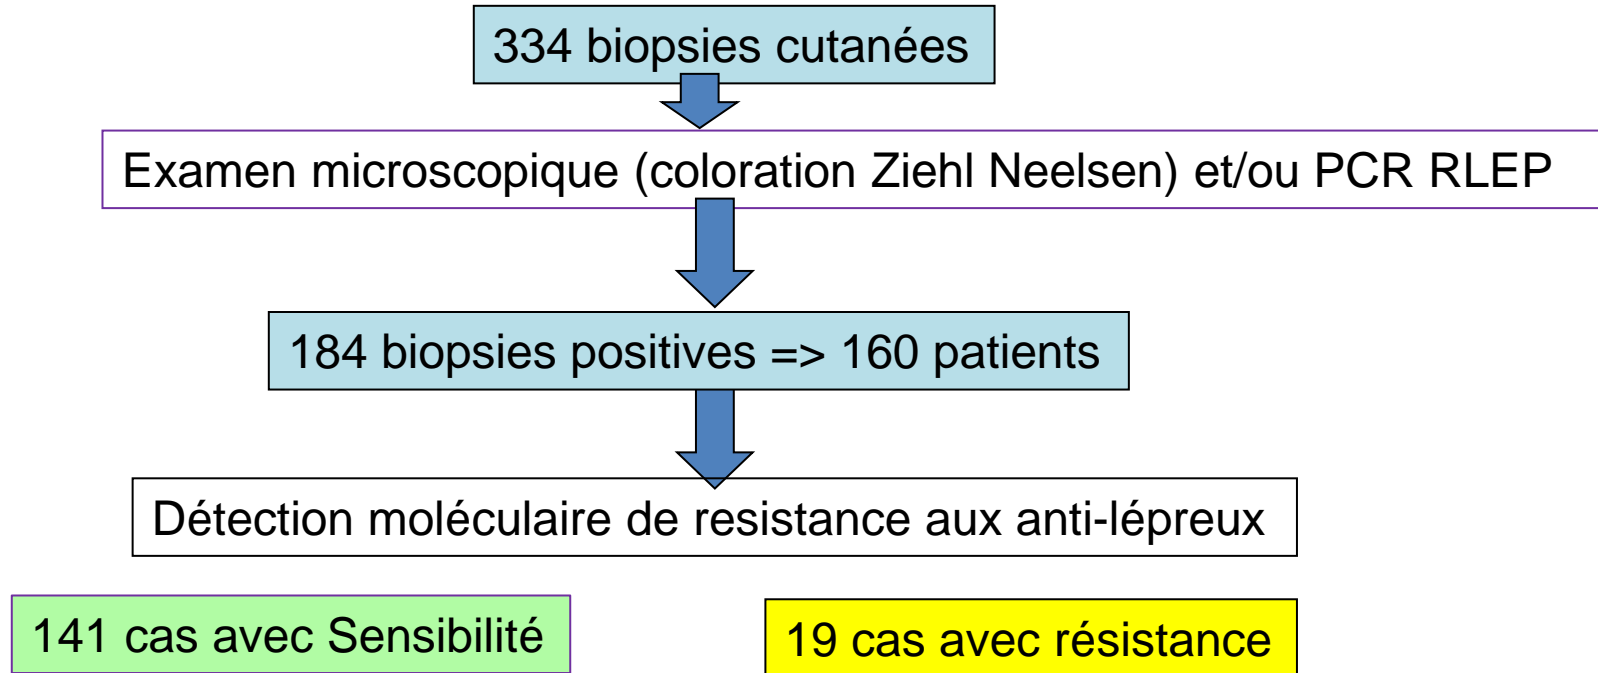 334 biopsies cutanées
Examen microscopique (coloration Ziehl Neelsen) et/ou PCR RLEP
184 biopsies positives => 160 patients
Détection moléculaire de resistance aux anti-lépreux
141 cas avec Sensibilité
19 cas avec résistance